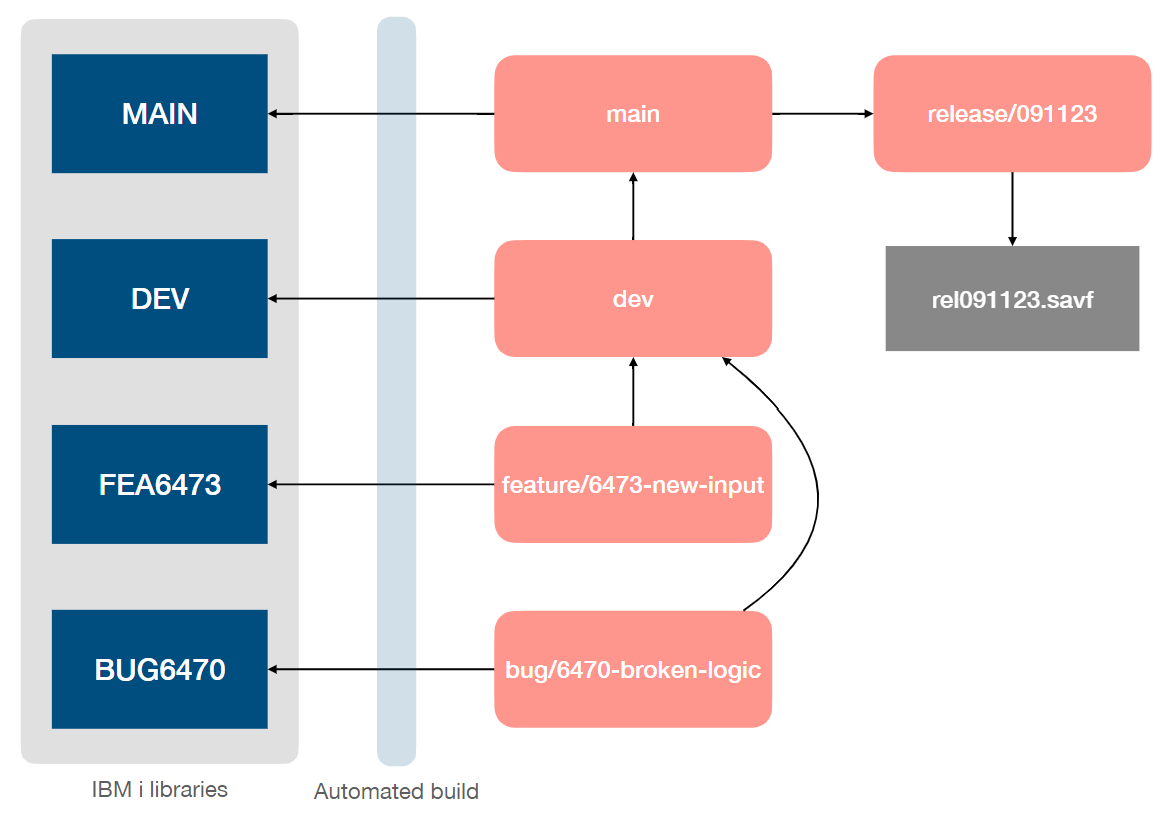 MAIN
main
release/091123
DEV
dev
rel091123.savf
FEA6473
feature/6473-new-input
BUG6470
bug/6470-broken-logic
IBM i libraries
Automated build